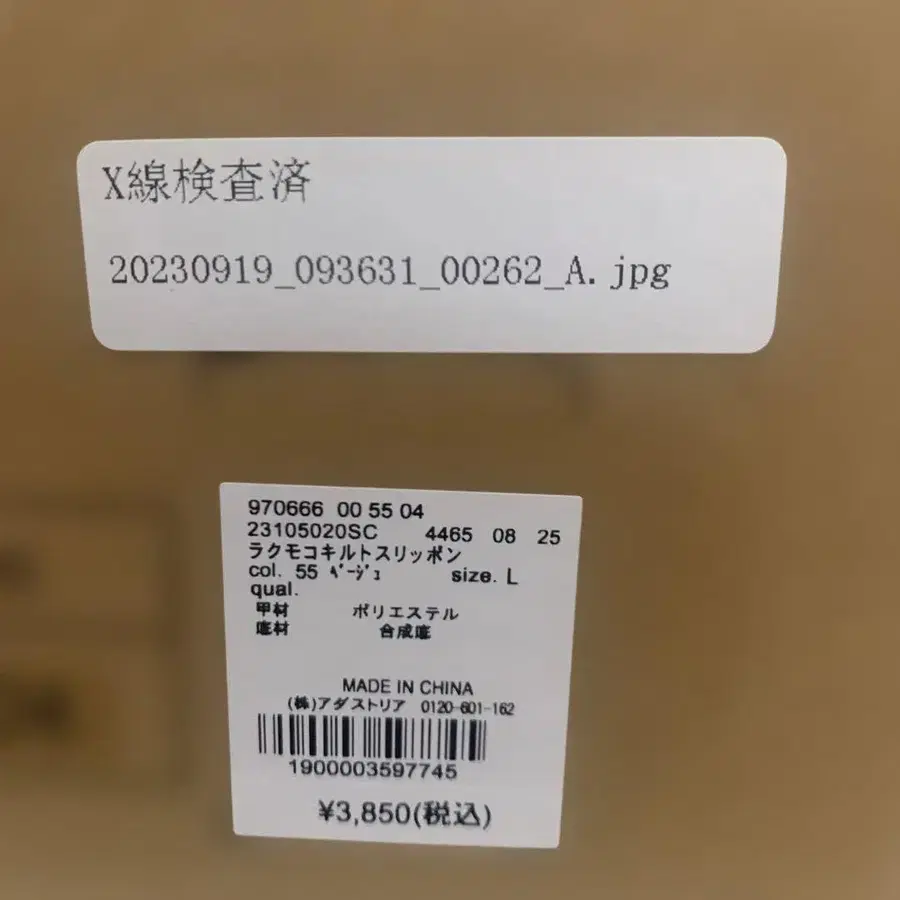 X線検査済
20230919_093631_00262_A.jpg
970666 00 55 04
23105020SC 4465 08 25
ラクモコキルトスリッポン
col. 55 ﾍﾞｰｼﾞｭ size. L
qual.
甲材 ポリエステル
底材 合成底
MADE IN CHINA
(株)アダストリア 0120-601-162
1900003597745
¥3,850(税込)